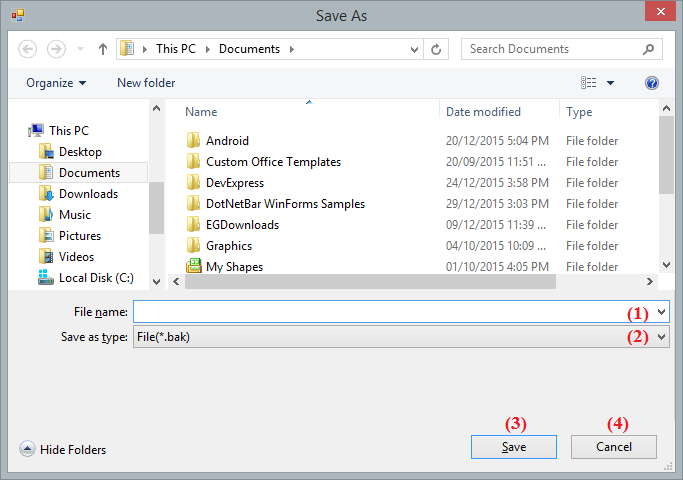 Save As
This PC Documents Search Documents
Organize New folder
This PC
Desktop
Documents
Downloads
Music
Pictures
Videos
Local Disk (C:)
Name Date modified Type
Android 20/12/2015 5:04 PM File folder
Custom Office Templates 20/09/2015 11:51 ... File folder
DevExpress 24/12/2015 3:58 PM File folder
DotNetBar WinForms Samples 29/12/2015 3:03 PM File folder
EGDownloads 09/12/2015 11:39 ... File folder
Graphics 04/10/2015 10:09 ... File folder
My Shapes 01/10/2015 4:05 PM File folder
File name: (1)
Save as type: File(*.bak) (2)
(3) (4)
Hide Folders Save Cancel